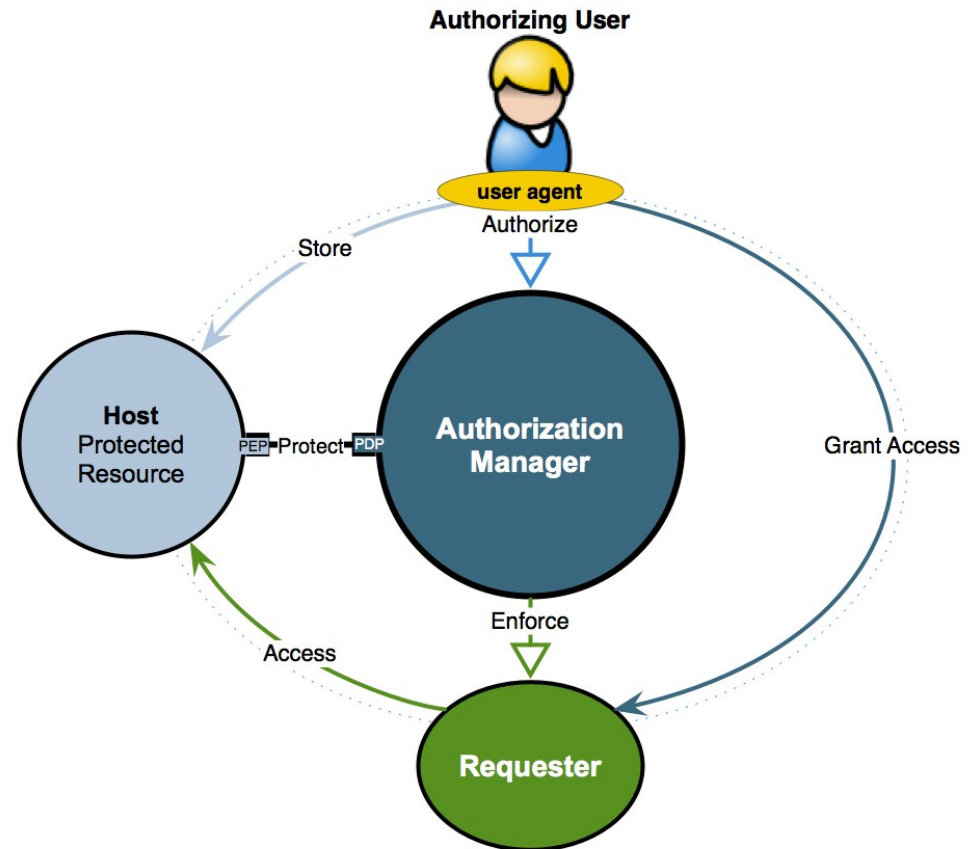 Authorizing User
user agent
Authorize
Store
Host
Protected
Resource
PEP
Protect
PDP
Authorization
Manager
Grant Access
Enforce
Access
Requester